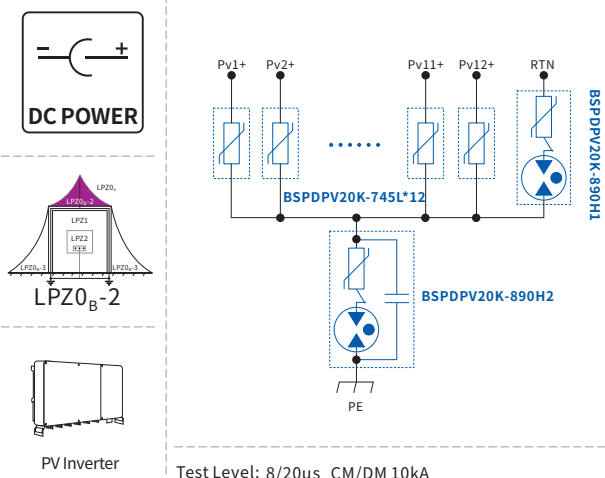 − +
DC POWER
LPZ0A
LPZ0B-2
LPZ1
LPZ2
LPZ0B-3
LPZ0B-3
LPZ0B-2
PV Inverter
Pv1+ Pv2+ Pv11+ Pv12+ RTN
BSPDPV20K-890H1
BSPDPV20K-745L*12
BSPDPV20K-890H2
PE
Test Level: 8/20us CM/DM 10kA